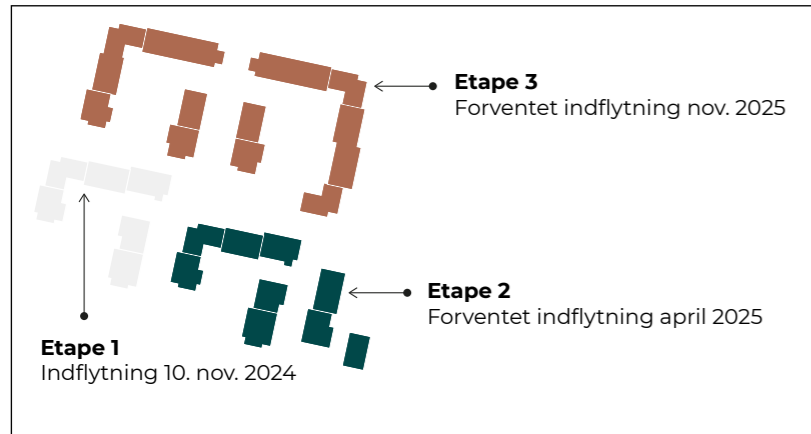 Etape 3
Forventet indflytning nov. 2025
Etape 2
Forventet indflytning april 2025
Etape 1
Indflytning 10. nov. 2024